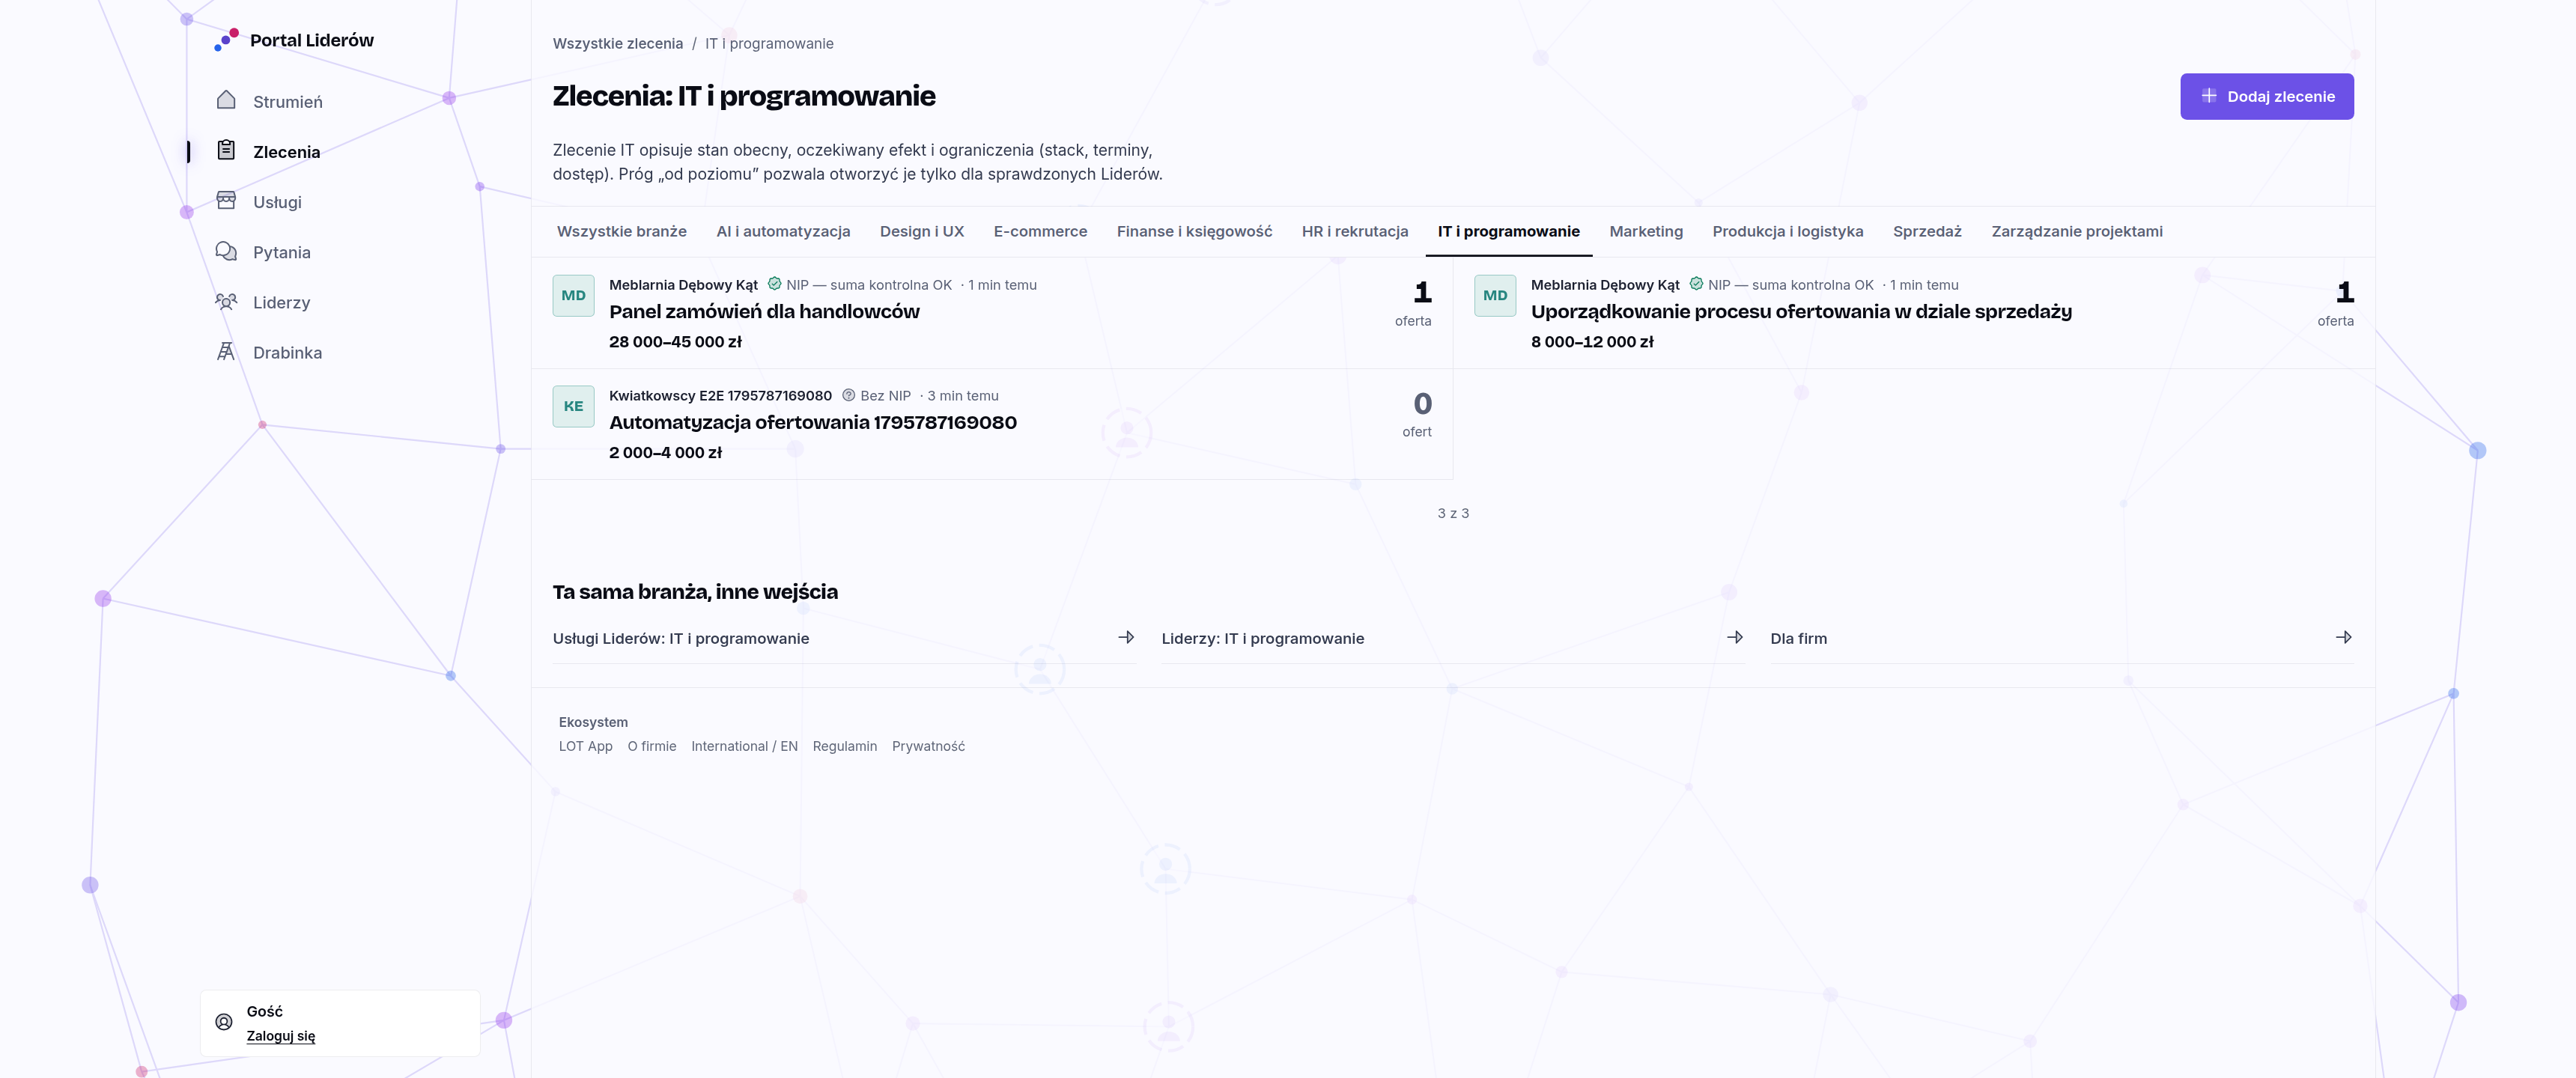 Portal Liderów
Strumień
Zlecenia
Usługi
Pytania
Liderzy
Drabinka
Gość
Zaloguj się
Wszystkie zlecenia / IT i programowanie
Zlecenia: IT i programowanie
Dodaj zlecenie
Zlecenie IT opisuje stan obecny, oczekiwany efekt i ograniczenia (stack, terminy,
dostęp). Próg „od poziomu” pozwala otworzyć je tylko dla sprawdzonych Liderów.
Wszystkie branże AI i automatyzacja Design i UX E-commerce Finanse i księgowość HR i rekrutacja IT i programowanie Marketing Produkcja i logistyka Sprzedaż Zarządzanie projektami
MD
Meblarnia Dębowy Kąt NIP — suma kontrolna OK · 1 min temu
Panel zamówień dla handlowców
28 000–45 000 zł
1
oferta
MD
Meblarnia Dębowy Kąt NIP — suma kontrolna OK · 1 min temu
Uporządkowanie procesu ofertowania w dziale sprzedaży
8 000–12 000 zł
1
oferta
KE
Kwiatkowscy E2E 1795787169080 Bez NIP · 3 min temu
Automatyzacja ofertowania 1795787169080
2 000–4 000 zł
0
ofert
3 z 3
Ta sama branża, inne wejścia
Usługi Liderów: IT i programowanie
Liderzy: IT i programowanie
Dla firm
Ekosystem
LOT App O firmie International / EN Regulamin Prywatność